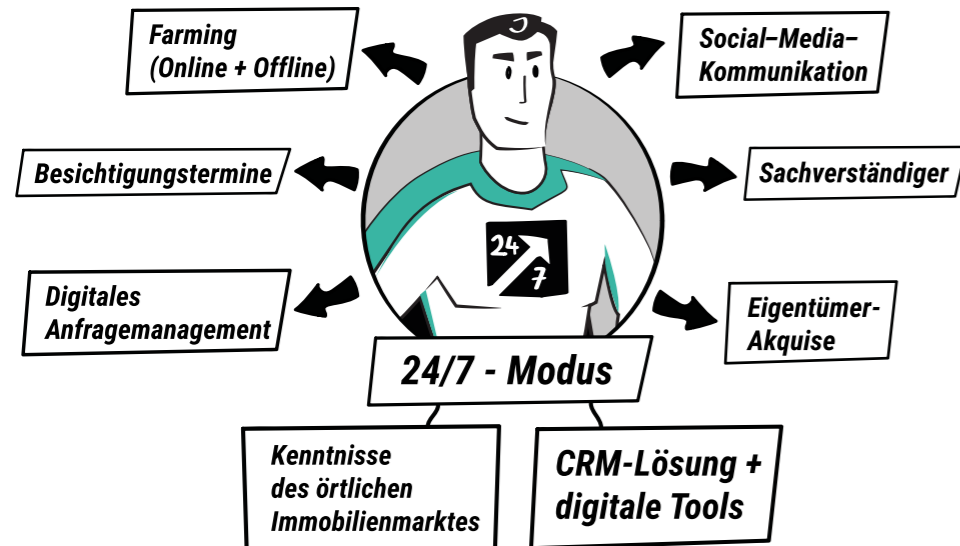 Farming
(Online + Offline)
Social–Media–
Kommunikation
Besichtigungstermine
Sachverständiger
24
7
Digitales
Anfragemanagement
Eigentümer-
Akquise
24/7 - Modus
Kenntnisse
des örtlichen
Immobilienmarktes
CRM-Lösung +
digitale Tools